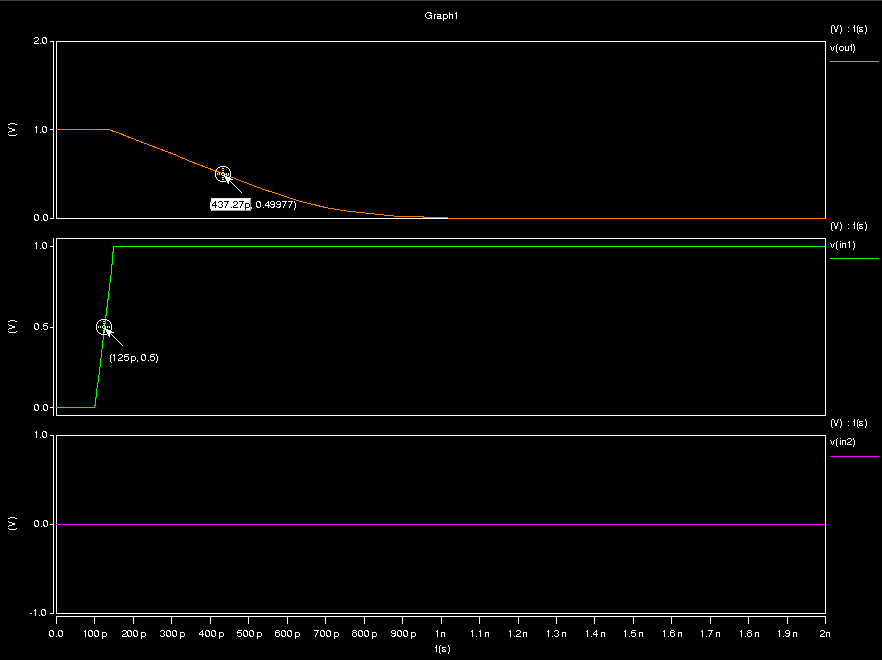 Graph1
(V) : t(s)
v(out)
2.0
1.0
0.0
(V)
437.27p, 0.49977)
(V) : t(s)
v(in1)
1.0
0.5
0.0
(V)
(125p, 0.5)
(V) : t(s)
v(in2)
1.0
0.0
-1.0
(V)
0.0 100p 200p 300p 400p 500p 600p 700p 800p 900p 1n 1.1n 1.2n 1.3n 1.4n 1.5n 1.6n 1.7n 1.8n 1.9n 2n
t(s)